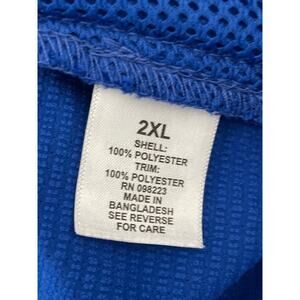 2XL
SHELL:
100% POLYESTER
TRIM:
100% POLYESTER
RN 098223
MADE IN
BANGLADESH
SEE REVERSE
FOR CARE